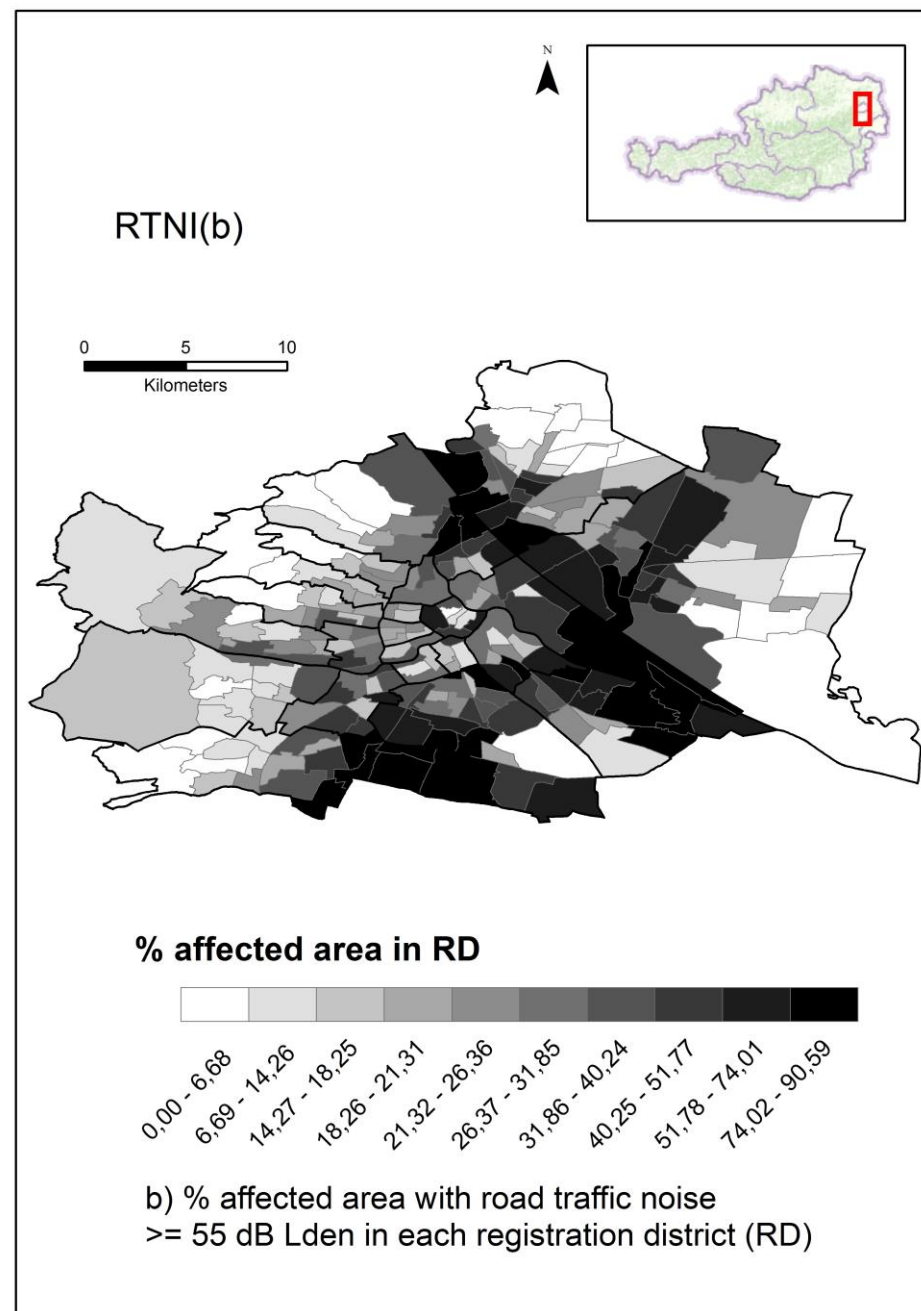 N
RTNI(b)
0 5 10
Kilometers
% affected area in RD
0,00 - 6,68
6,69 - 14,26
14,27 - 18,25
18,26 - 21,31
21,32 - 26,36
26,37 - 31,85
31,86 - 40,24
40,25 - 51,77
51,78 - 74,01
74,02 - 90,59
b) % affected area with road traffic noise
>= 55 dB Lden in each registration district (RD)